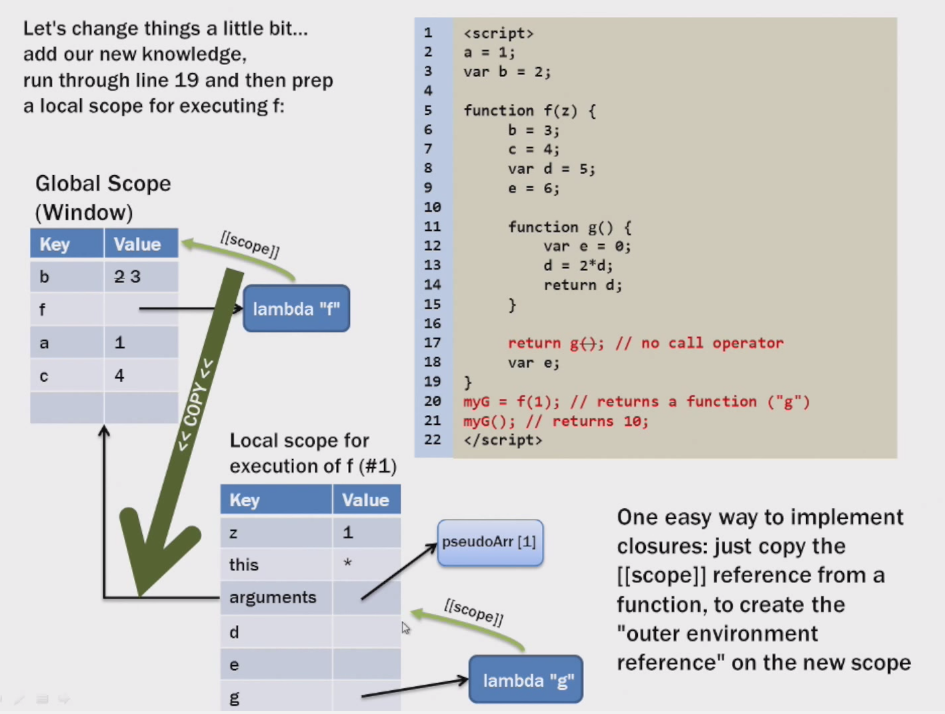 Let's change things a little bit...
add our new knowledge,
run through line 19 and then prep
a local scope for executing f:
1 <script>
2 a = 1;
3 var b = 2;
4
5 function f(z) {
6 b = 3;
7 c = 4;
8 var d = 5;
9 e = 6;
10
11 function g() {
12 var e = 0;
13 d = 2*d;
14 return d;
15 }
16
17 return g(); // no call operator
18 var e;
19 }
20 myG = f(1); // returns a function ("g")
21 myG(); // returns 10;
22 </script>
Global Scope
(Window)
Key Value
b 2 3
f
a 1
c 4
[[scope]]
lambda "f"
<< COPY <<
Local scope for
execution of f (#1)
Key Value
z 1
this *
arguments
d
e
g
pseudoArr [1]
[[scope]]
lambda "g"
One easy way to implement
closures: just copy the
[[scope]] reference from a
function, to create the
"outer environment
reference" on the new scope